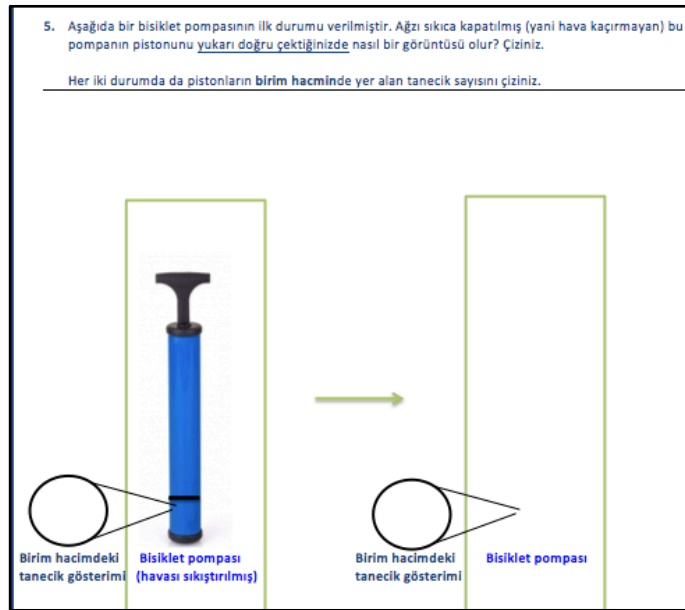 5. Aşağıda bir bisiklet pompasının ilk durumu verilmiştir. Ağzı sıkıca kapatılmış (yani hava kaçırmayan) bu
pompanın pistonunu yukarı doğru çektiğinizde nasıl bir görüntüsü olur? Çiziniz.
Her iki durumda da pistonların birim hacminde yer alan tanecik sayısını çiziniz.
Birim hacimdeki
tanecik gösterimi
Bisiklet pompası
(havası sıkıştırılmış)
Birim hacimdeki
tanecik gösterimi
Bisiklet pompası